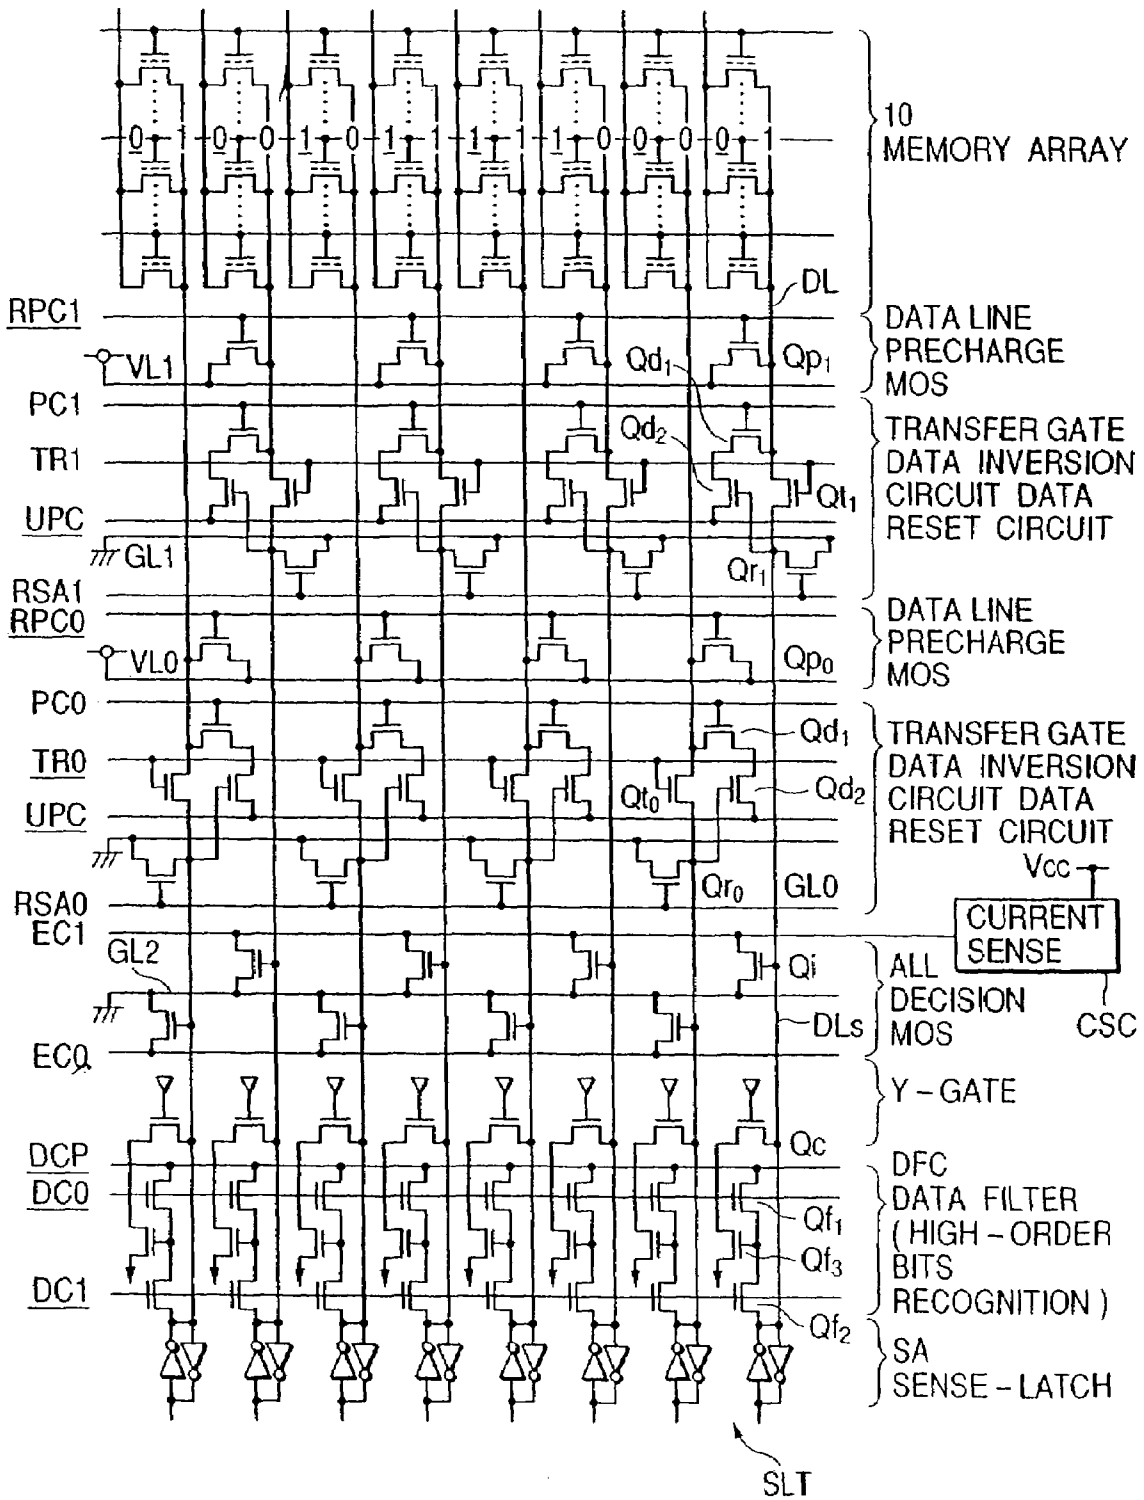 0 1 0 0 1 0 1 1 1 1 1 0 0 0 0 1
10
MEMORY ARRAY
DL
RPC1
VL1
Qd1
Qp1
DATA LINE
PRECHARGE
MOS
PC1
TR1
UPC
GL1
RSA1
Qd2
Qt1
Qr1
TRANSFER GATE
DATA INVERSION
CIRCUIT DATA
RESET CIRCUIT
RPC0
VL0
Qp0
DATA LINE
PRECHARGE
MOS
PC0
TR0
UPC
RSA0
Qd1
Qt0
Qd2
Qr0
GL0
TRANSFER GATE
DATA INVERSION
CIRCUIT DATA
RESET CIRCUIT
Vcc
CURRENT
SENSE
CSC
EC1
GL2
EC0
Qi
DLs
ALL
DECISION
MOS
Y-GATE
Qc
DCP
DC0
DC1
Qf1
Qf3
Qf2
DFC
DATA FILTER
(HIGH-ORDER
BITS
RECOGNITION)
SA
SENSE-LATCH
SLT